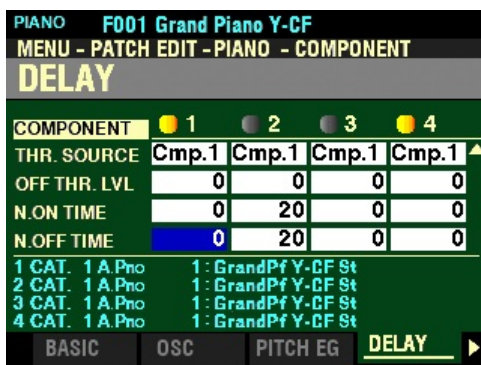 PIANO F001 Grand Piano Y-CF
MENU - PATCH EDIT -PIANO - COMPONENT
DELAY
COMPONENT 1 2 3 4
THR. SOURCE Cmp.1 Cmp.1 Cmp.1 Cmp.1
OFF THR. LVL 0 0 0 0
N.ON TIME 0 20 0 0
N.OFF TIME 0 20 0 0
1 CAT. 1 A.Pno 1: GrandPf Y-CF St
2 CAT. 1 A.Pno 1: GrandPf Y-CF St
3 CAT. 1 A.Pno 1: GrandPf Y-CF St
4 CAT. 1 A.Pno 1: GrandPf Y-CF St
BASIC OSC PITCH EG DELAY